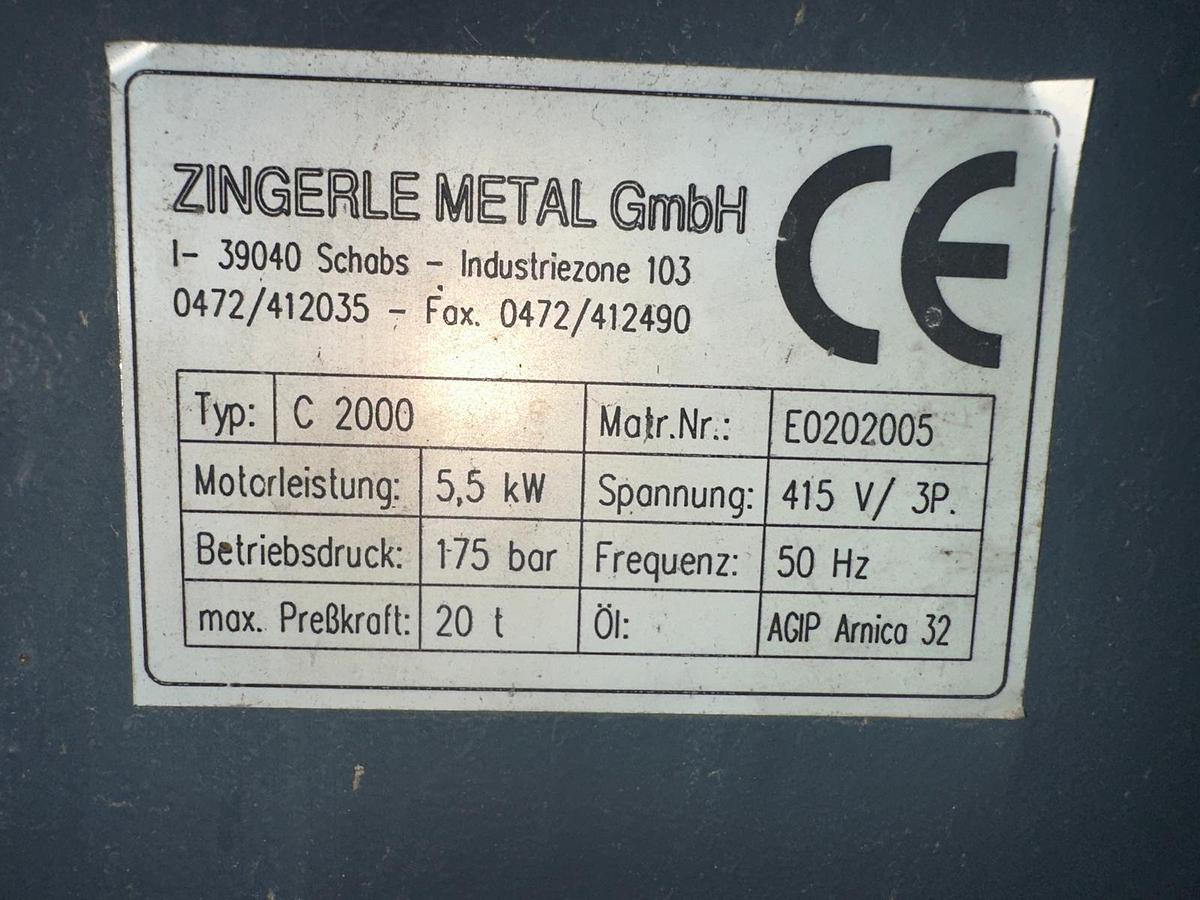 ZINGERLE METAL GmbH
I- 39040 Schabs - Industriezone 103
0472/412035 - Fax. 0472/412490
CE
Typ: C 2000 Matr.Nr.: E0202005
Motorleistung: 5,5 kW Spannung: 415 V/ 3P.
Betriebsdruck: 175 bar Frequenz: 50 Hz
max. Preßkraft: 20 t Öl: AGIP Arnica 32